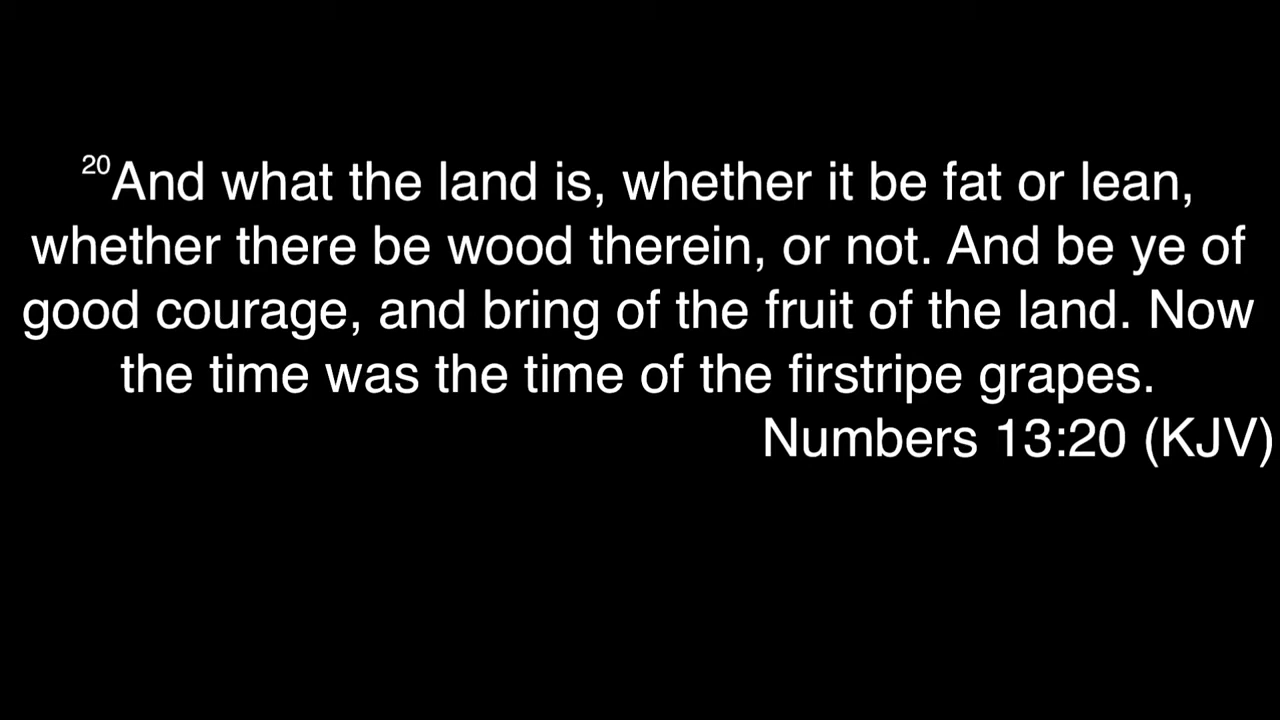 20And what the land is, whether it be fat or lean,
whether there be wood therein, or not. And be ye of
good courage, and bring of the fruit of the land. Now
the time was the time of the firstripe grapes.
Numbers 13:20 (KJV)